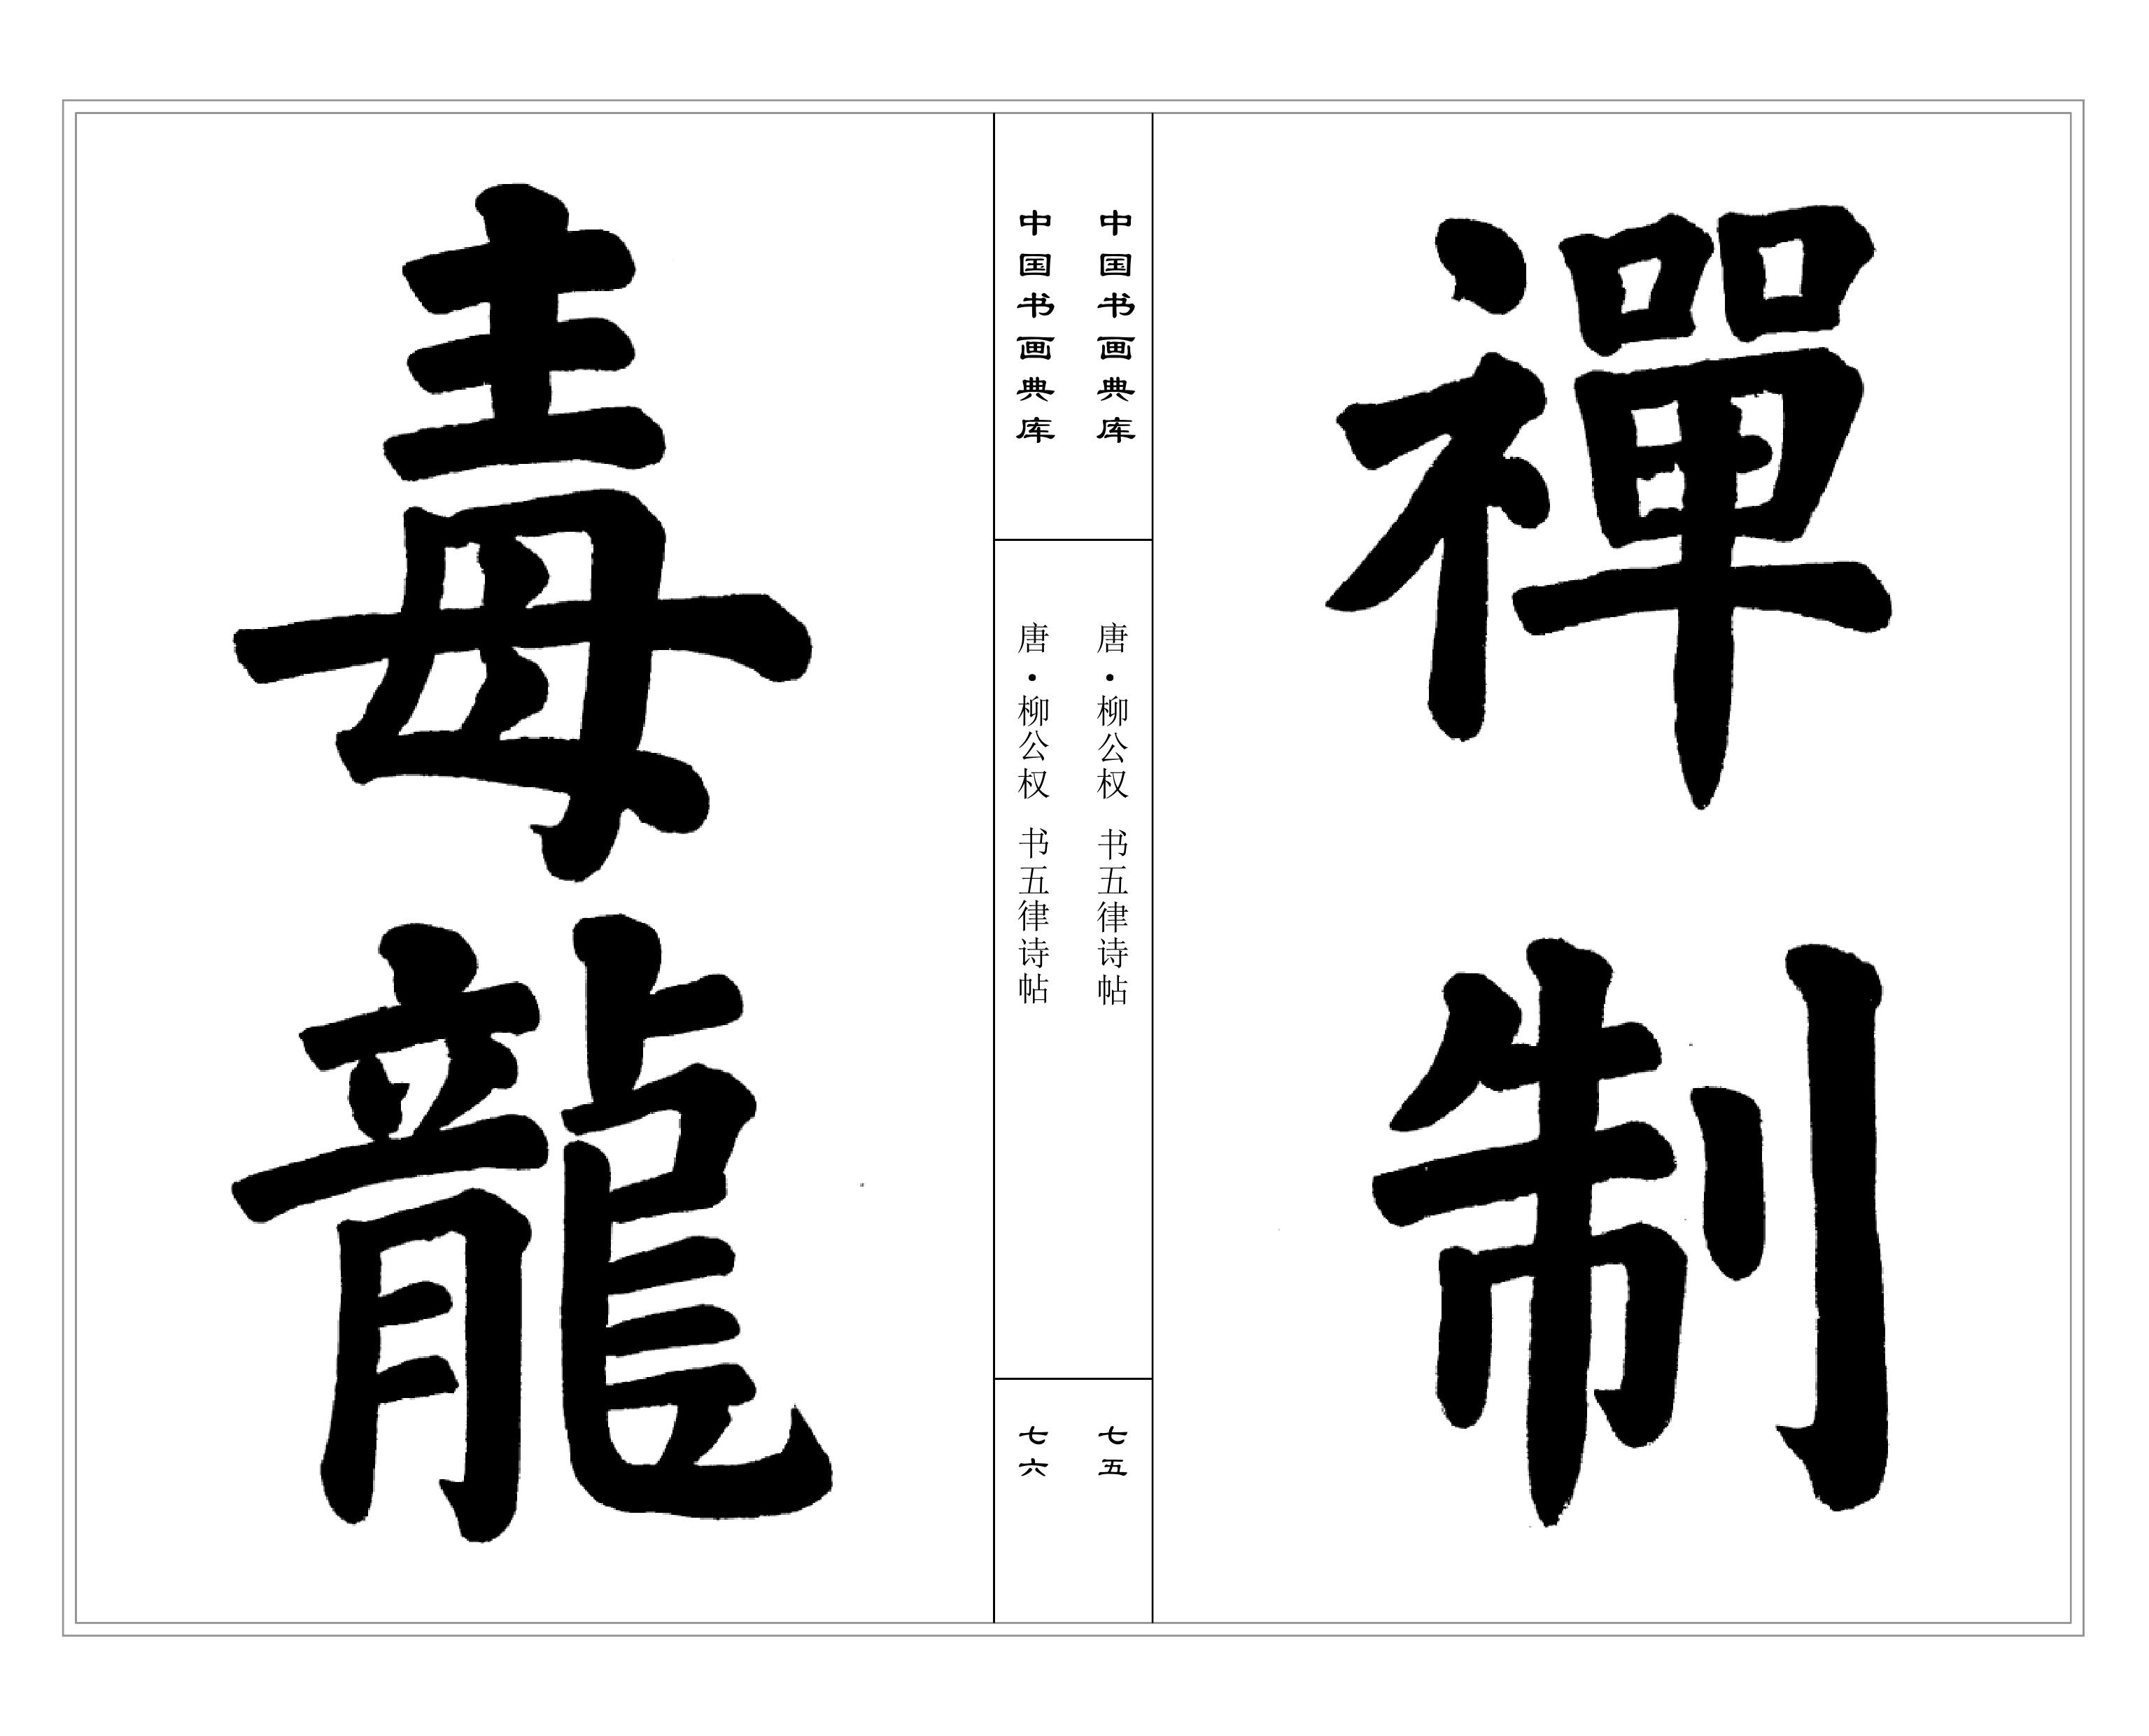 禪制
中国书画典库
唐·柳公权 书五律诗帖
七五
中国书画典库
唐·柳公权 书五律诗帖
七六
毒龍